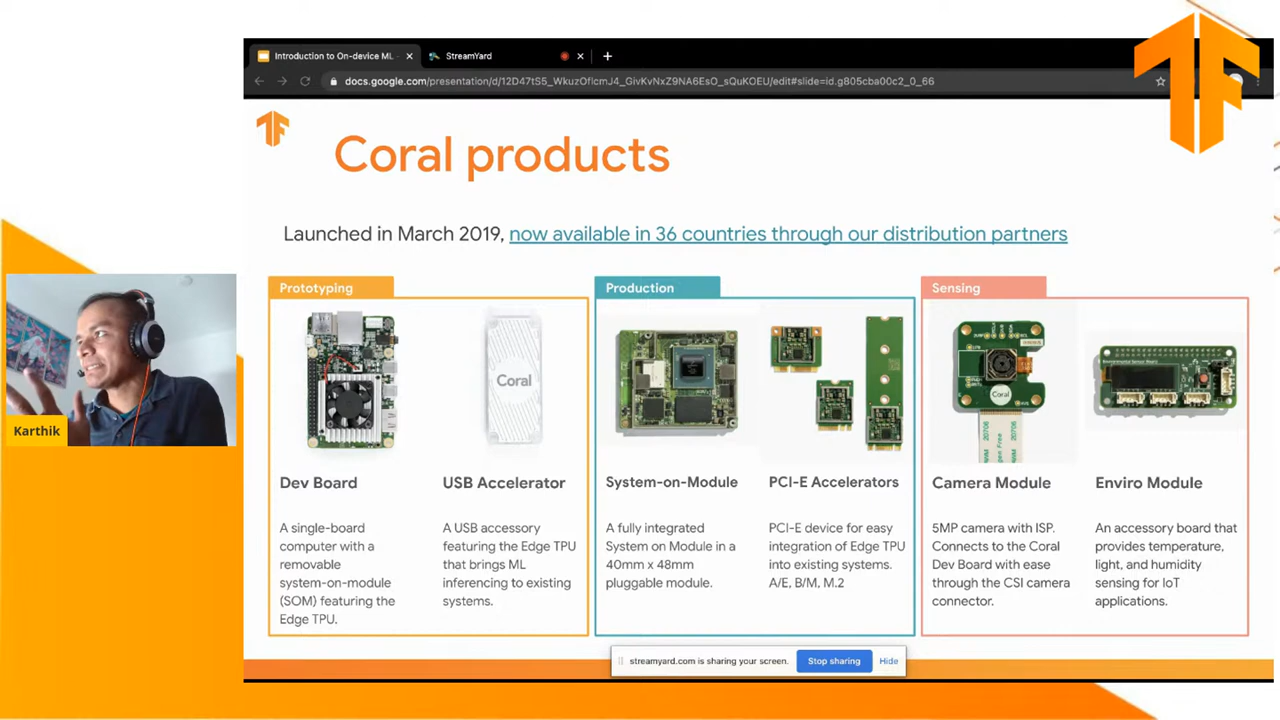 Introduction to On-device ML
StreamYard
docs.google.com/presentation/d/12D47tS5_WkuzOflcmJ4_GivKvNxZ9NA6EsO_sQuKOEU/edit#slide=id.g805cba00c2_0_66
Coral products
Launched in March 2019, now available in 36 countries through our distribution partners
Prototyping
Production
Sensing
Coral
Coral
Dev Board
USB Accelerator
System-on-Module
PCI-E Accelerators
Camera Module
Enviro Module
A single-board
computer with a
removable
system-on-module
(SOM) featuring the
Edge TPU.
A USB accessory
featuring the Edge TPU
that brings ML
inferencing to existing
systems.
A fully integrated
System on Module in a
40mm x 48mm
pluggable module.
PCI-E device for easy
integration of Edge TPU
into existing systems.
A/E, B/M, M.2
5MP camera with ISP.
Connects to the Coral
Dev Board with ease
through the CSI camera
connector.
An accessory board that
provides temperature,
light, and humidity
sensing for IoT
applications.
Karthik
streamyard.com is sharing your screen.
Stop sharing
Hide